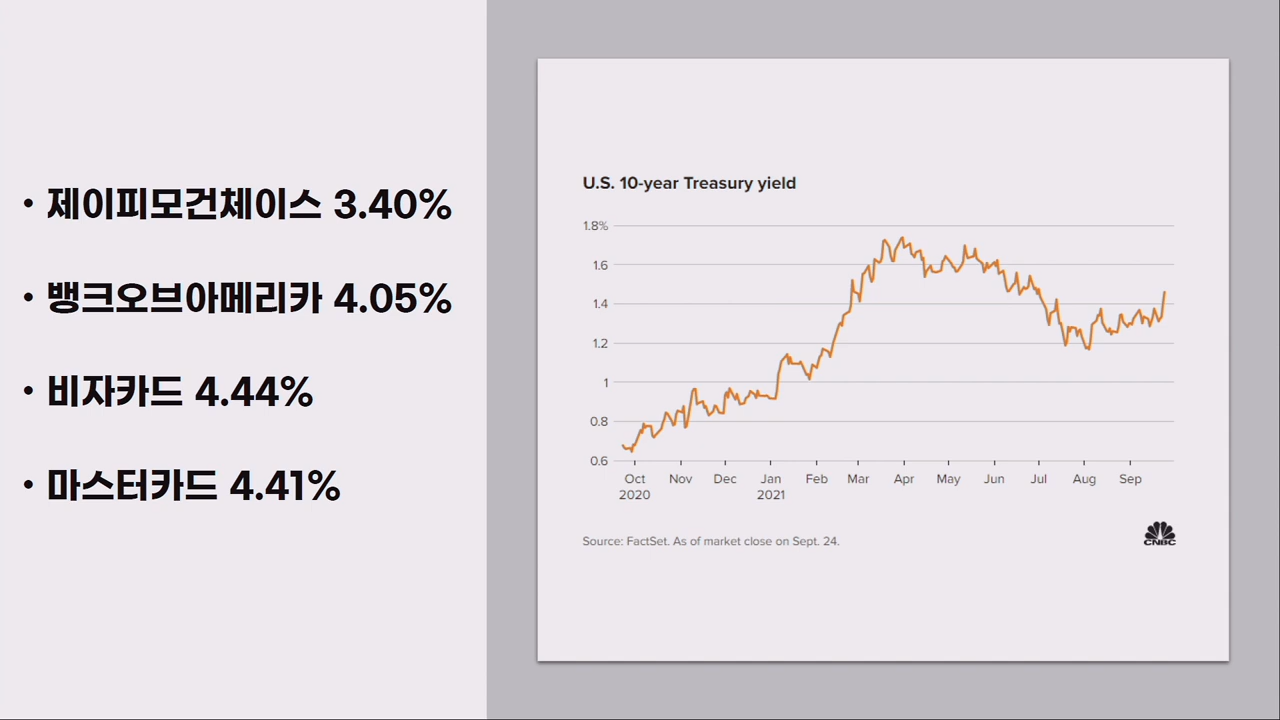 • 제이피모건체이스 3.40%
• 뱅크오브아메리카 4.05%
• 비자카드 4.44%
• 마스터카드 4.41%
U.S. 10-year Treasury yield
1.8%
1.6
1.4
1.2
1
0.8
0.6
Oct Nov Dec Jan Feb Mar Apr May Jun Jul Aug Sep
2020 2021
Source: FactSet. As of market close on Sept. 24.
CNBC